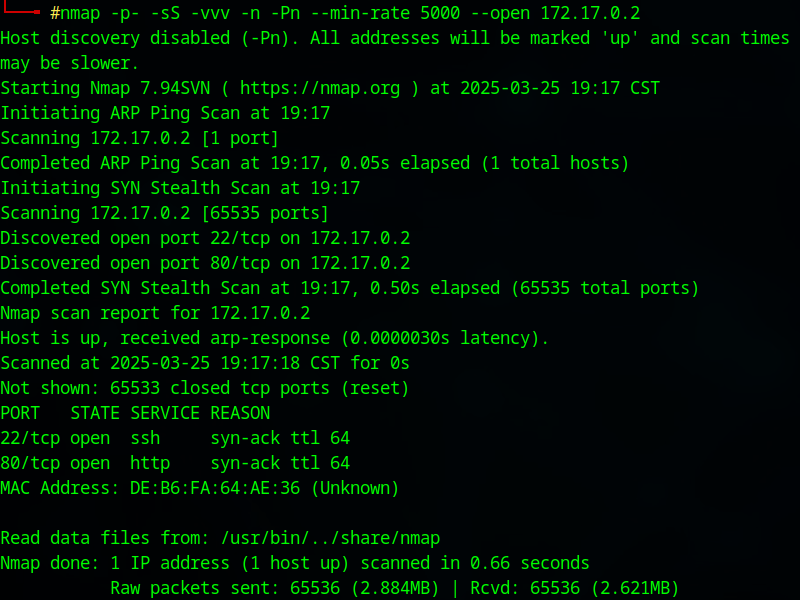 #nmap -p- -sS -vvv -n -Pn --min-rate 5000 --open 172.17.0.2
Host discovery disabled (-Pn). All addresses will be marked 'up' and scan times
may be slower.
Starting Nmap 7.94SVN ( https://nmap.org ) at 2025-03-25 19:17 CST
Initiating ARP Ping Scan at 19:17
Scanning 172.17.0.2 [1 port]
Completed ARP Ping Scan at 19:17, 0.05s elapsed (1 total hosts)
Initiating SYN Stealth Scan at 19:17
Scanning 172.17.0.2 [65535 ports]
Discovered open port 22/tcp on 172.17.0.2
Discovered open port 80/tcp on 172.17.0.2
Completed SYN Stealth Scan at 19:17, 0.50s elapsed (65535 total ports)
Nmap scan report for 172.17.0.2
Host is up, received arp-response (0.0000030s latency).
Scanned at 2025-03-25 19:17:18 CST for 0s
Not shown: 65533 closed tcp ports (reset)
PORT   STATE SERVICE REASON
22/tcp open  ssh     syn-ack ttl 64
80/tcp open  http    syn-ack ttl 64
MAC Address: DE:B6:FA:64:AE:36 (Unknown)
Read data files from: /usr/bin/../share/nmap
Nmap done: 1 IP address (1 host up) scanned in 0.66 seconds
Raw packets sent: 65536 (2.884MB) | Rcvd: 65536 (2.621MB)